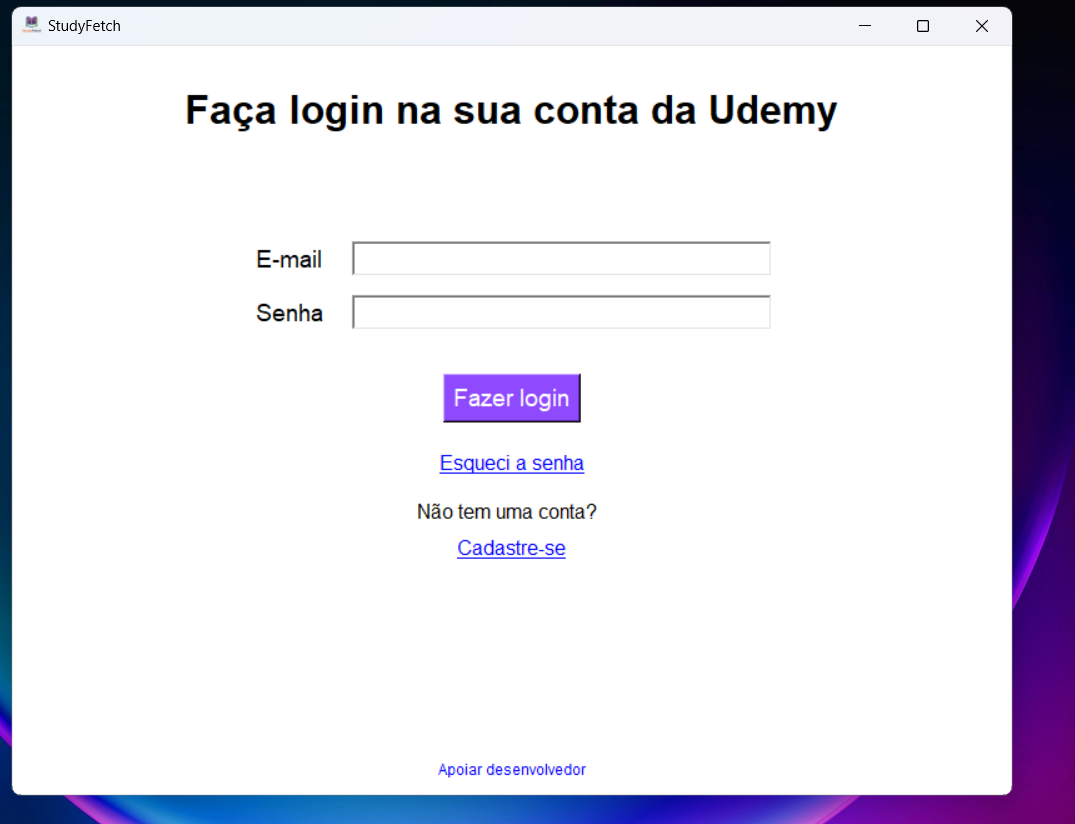 StudyFetch
Faça login na sua conta da Udemy
E-mail
Senha
Fazer login
Esqueci a senha
Não tem uma conta?
Cadastre-se
Apoiar desenvolvedor